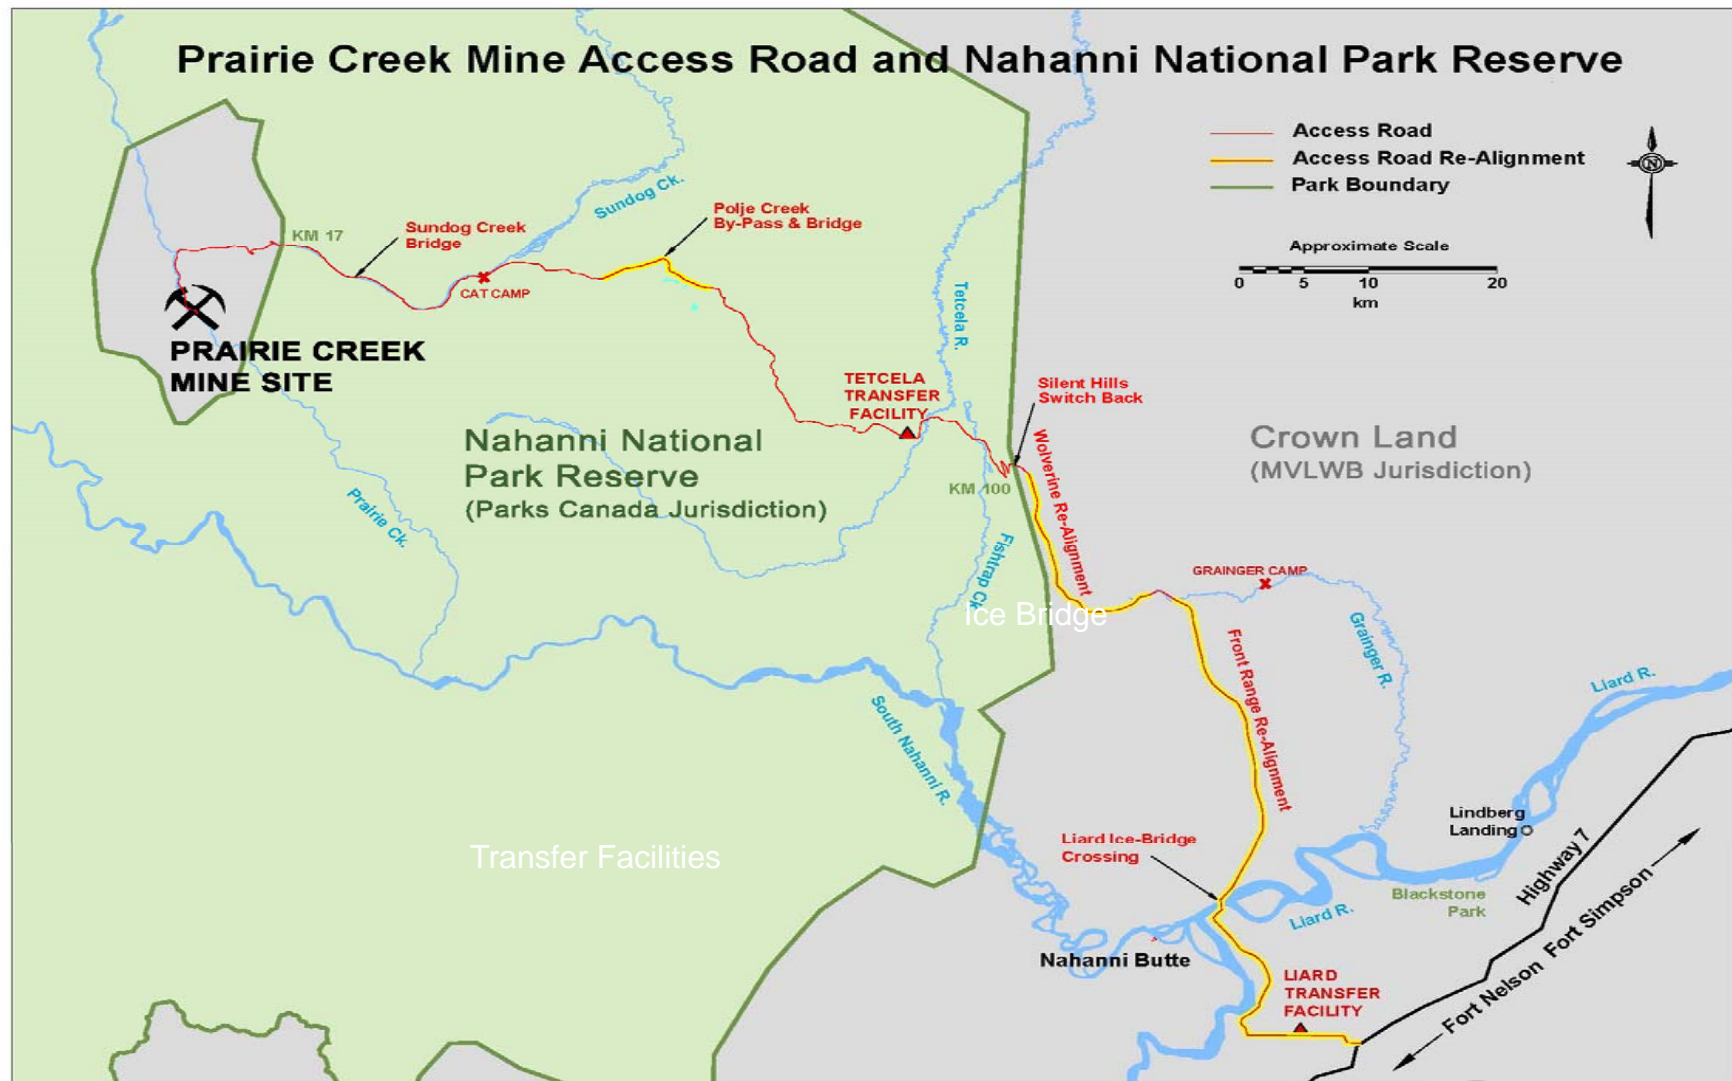 Prairie Creek Mine Access Road and Nahanni National Park Reserve
Access Road
Access Road Re-Alignment
Park Boundary
N
Approximate Scale
0 5 10 20
km
KM 17
Sundog Creek
Bridge
Sundog Ck.
Polje Creek
By-Pass & Bridge
CAT CAMP
PRAIRIE CREEK
MINE SITE
Tetcela R.
TETCELA
TRANSFER
FACILITY
Silent Hills
Switch Back
Nahanni National
Park Reserve
(Parks Canada Jurisdiction)
Crown Land
(MVLWB Jurisdiction)
KM 100
Wolverine Re-Alignment
Prairie Ck.
Fishtrap Ck
Ice Bridge
GRAINGER CAMP
Grainger R.
Front Range Re-Alignment
Liard R.
South Nahanni R.
Transfer Facilities
Liard Ice-Bridge
Crossing
Lindberg
Landing
Highway 7
Blackstone
Park
Liard R.
Fort Nelson Fort Simpson
Nahanni Butte
LIARD
TRANSFER
FACILITY